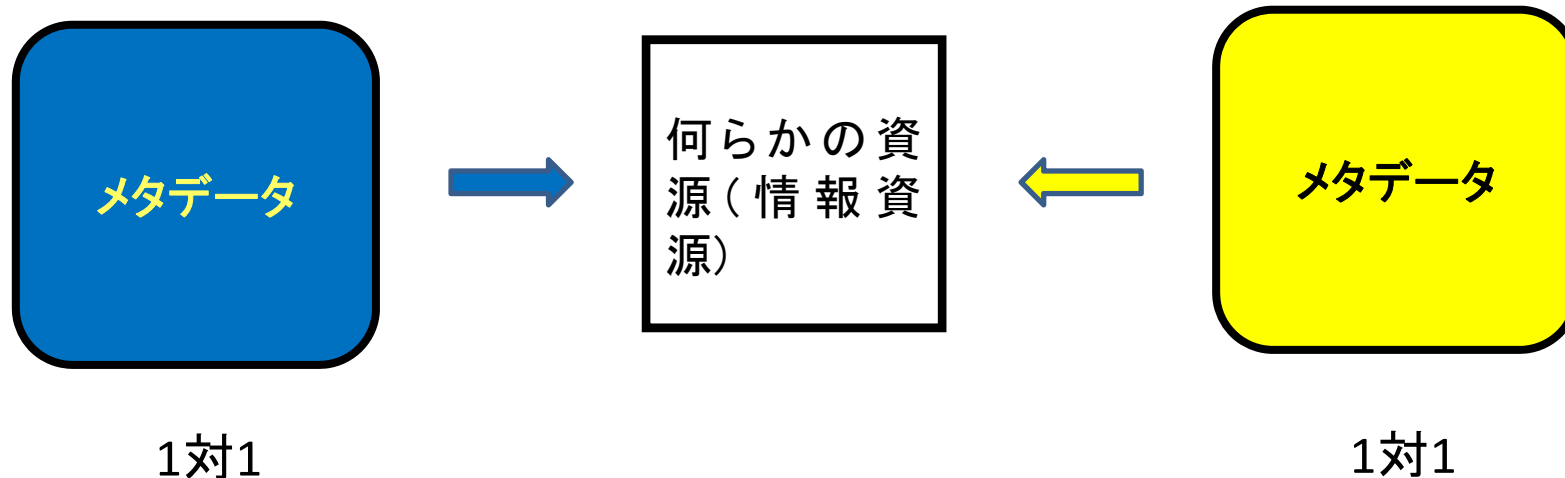 メタデータ
何らかの資
源(情報資
源)
メタデータ
1対1
1対1